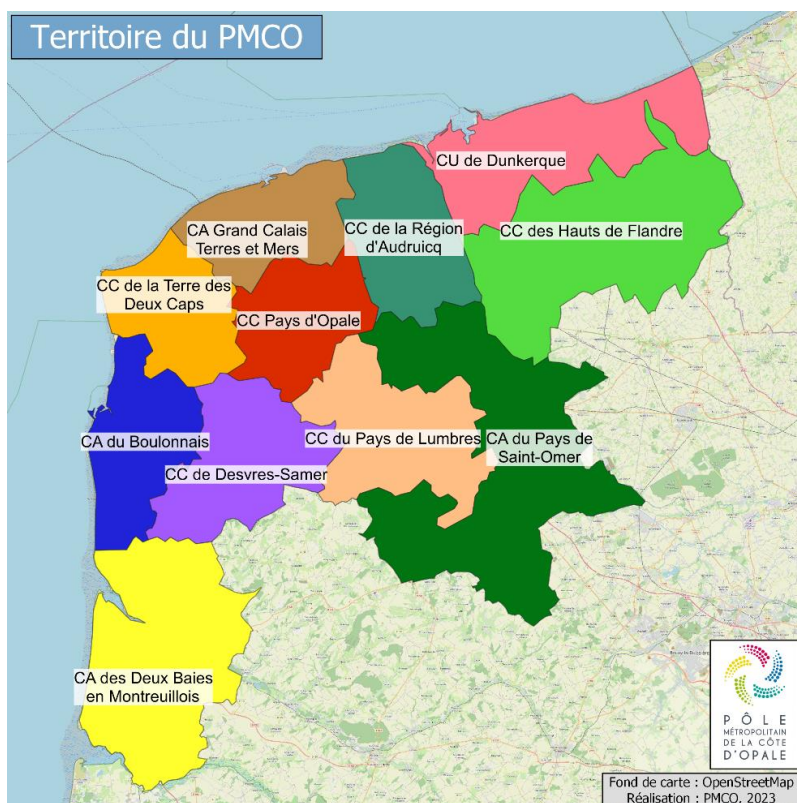 Territoire du PMCO
CU de Dunkerque
CA Grand Calais
Terres et Mers
CC de la Région
d'Audruicq
CC des Hauts de Flandre
CC de la Terre des
Deux Caps
CC Pays d'Opale
CA du Boulonnais
CC du Pays de Lumbres
CA du Pays de
Saint-Omer
CC de Desvres-Samer
CA des Deux Baies
en Montreuillois
PÔLE
MÉTROPOLITAIN
DE LA CÔTE
D'OPALE
Fond de carte : OpenStreetMap
Réalisation : PMCO, 2023